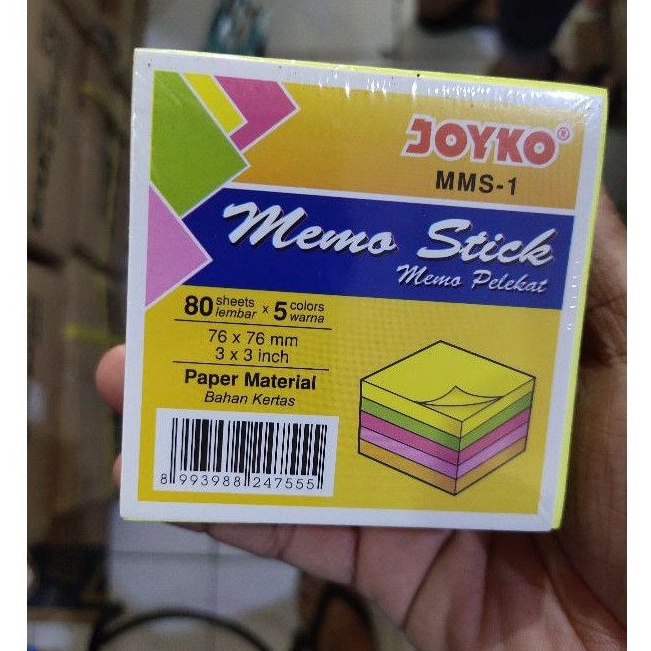 JOYKO®
MMS-1
Memo Stick
Memo Pelekat
80 sheets lembar x 5 colors warna
76 x 76 mm
3 x 3 inch
Paper Material
Bahan Kertas
8 993988 247555